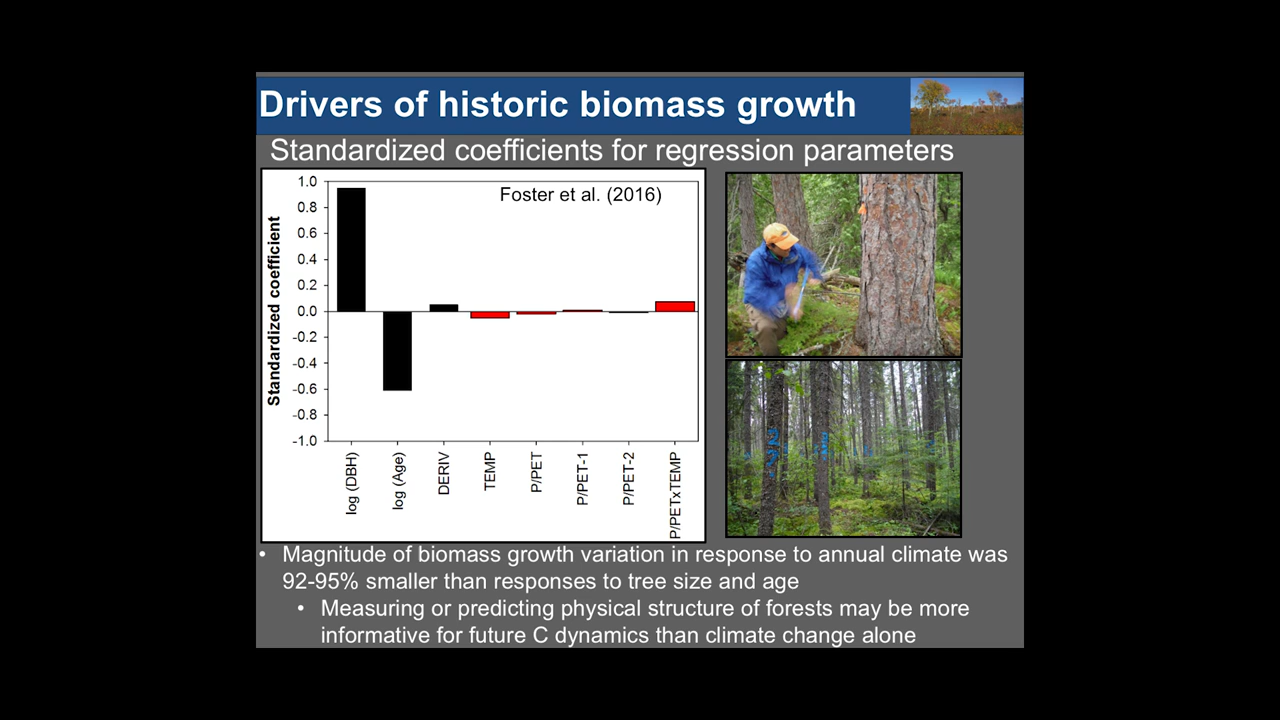 Drivers of historic biomass growth
Standardized coefficients for regression parameters
Foster et al. (2016)
Standardized coefficient
1.0
0.8
0.6
0.4
0.2
0.0
-0.2
-0.4
-0.6
-0.8
-1.0
log (DBH)
log (Age)
DERIV
TEMP
P/PET
P/PET-1
P/PET-2
P/PETxTEMP
• Magnitude of biomass growth variation in response to annual climate was
92-95% smaller than responses to tree size and age
• Measuring or predicting physical structure of forests may be more
informative for future C dynamics than climate change alone